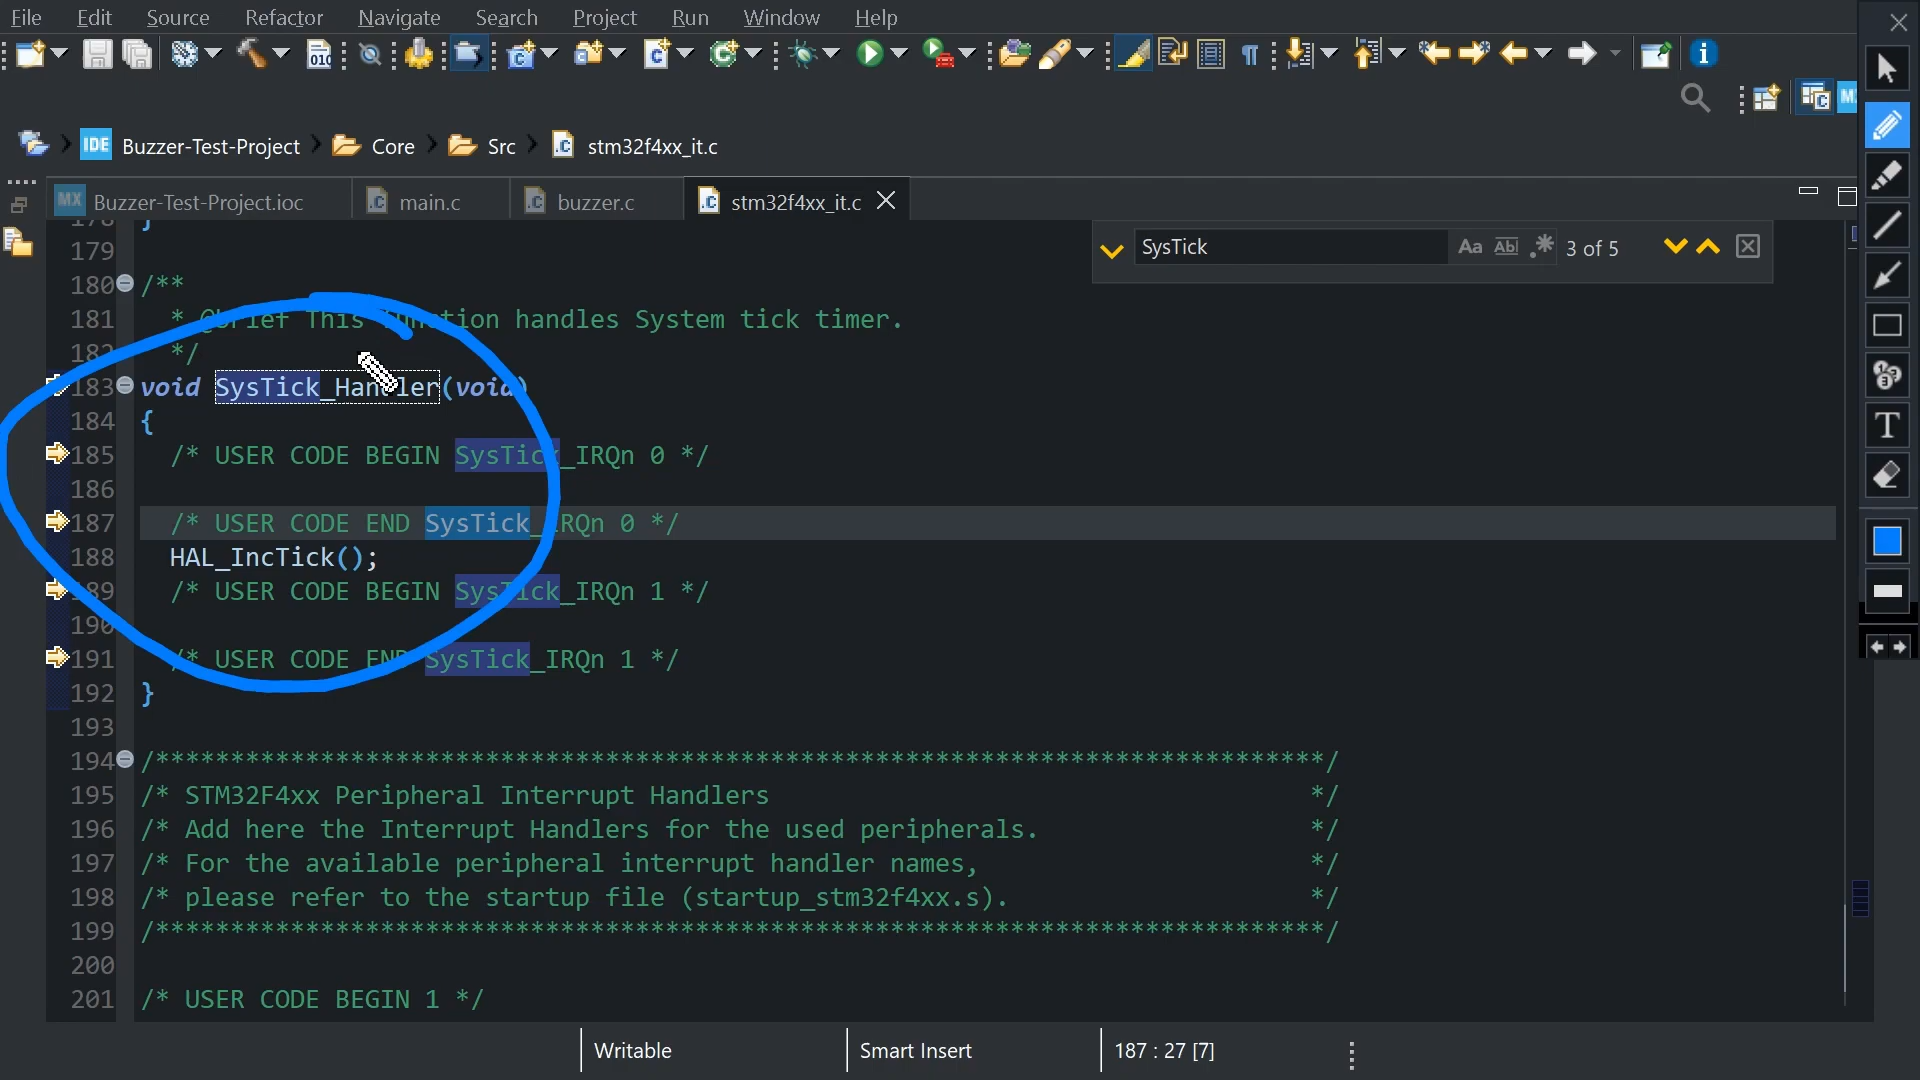 File Edit Source Refactor Navigate Search Project Run Window Help
IDE Buzzer-Test-Project Core Src stm32f4xx_it.c
MX Buzzer-Test-Project.ioc main.c buzzer.c stm32f4xx_it.c
SysTick Aa 3 of 5
179
180 /**
181 * @brief This function handles System tick timer.
182 */
183 void SysTick_Handler(void)
184 {
185 /* USER CODE BEGIN SysTick_IRQn 0 */
186
187 /* USER CODE END SysTick_IRQn 0 */
188 HAL_IncTick();
189 /* USER CODE BEGIN SysTick_IRQn 1 */
190
191 /* USER CODE END SysTick_IRQn 1 */
192 }
193
194 /******************************************************************************/
195 /* STM32F4xx Peripheral Interrupt Handlers */
196 /* Add here the Interrupt Handlers for the used peripherals. */
197 /* For the available peripheral interrupt handler names, */
198 /* please refer to the startup file (startup_stm32f4xx.s). */
199 /******************************************************************************/
200
201 /* USER CODE BEGIN 1 */
Writable Smart Insert 187 : 27 [7]